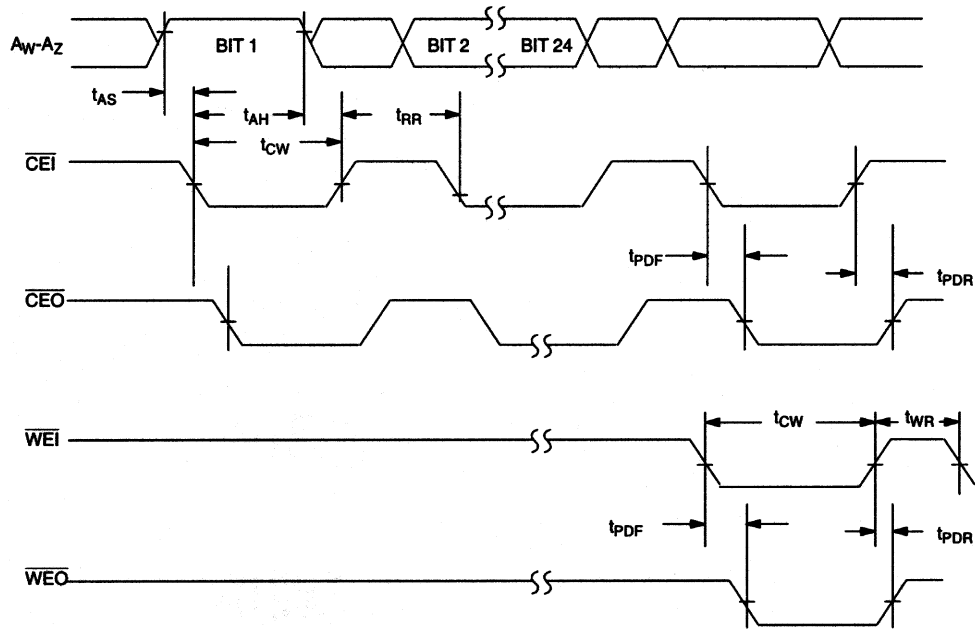 AW-AZ BIT 1 BIT 2 BIT 24
tAS
tAH tRR
tCW
CEI
tPDF tPDR
CEO
tCW tWR
WEI
tPDF tPDR
WEO